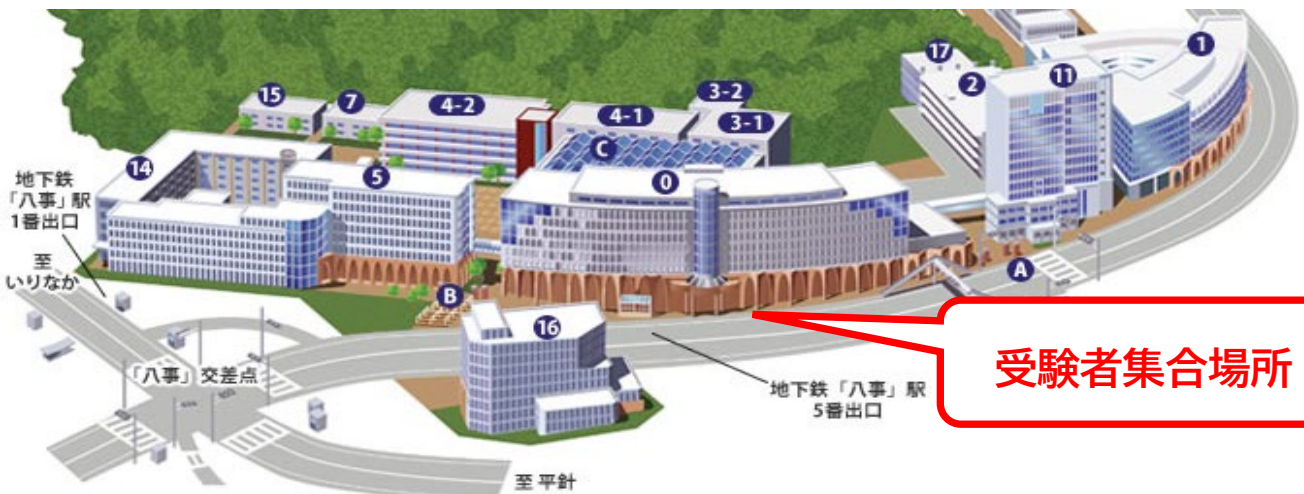 1
17
11
2
3-2
15
7
4-2
4-1
3-1
C
14
5
0
地下鉄
「八事」駅
1番出口
至
いりなか
A
B
16
受験者集合場所
「八事」交差点
地下鉄「八事」駅
5番出口
至 平針